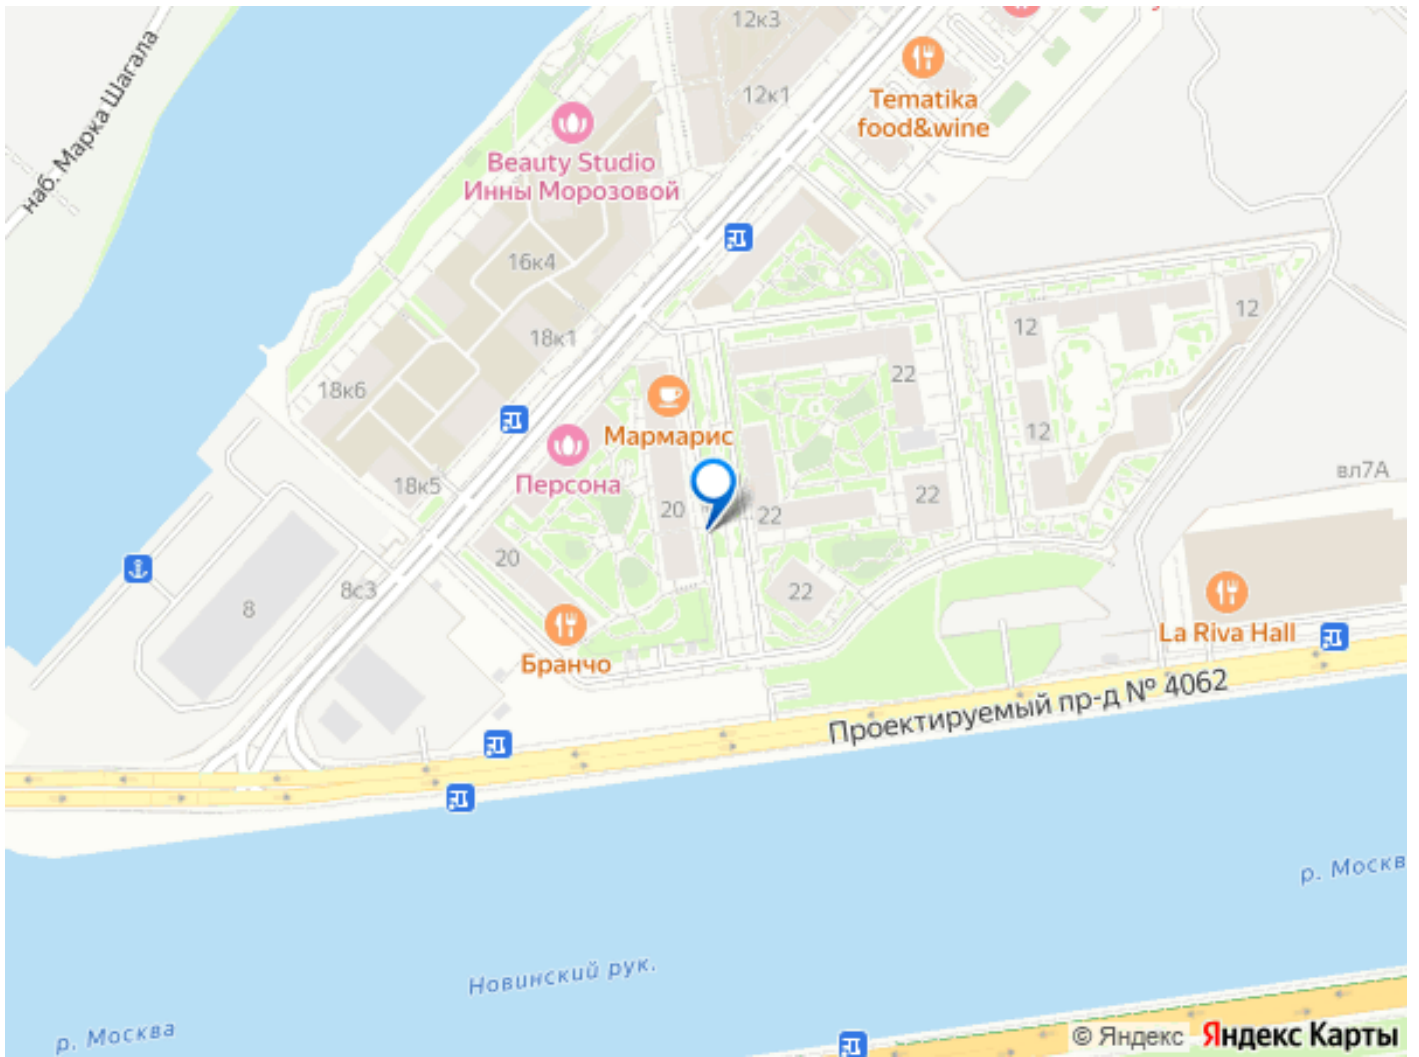 наб. Марка Шагала
12к3
12к1
Tematika
food&wine
Beauty Studio
Инны Морозовой
16к4
18к1
18к6
18к5
Мармарис
Персона
20
20
22
22
22
22
12
12
12
вл7А
8
8с3
Бранчо
La Riva Hall
Проектируемый пр-д № 4062
р. Москв
Новинский рук.
р. Москва
© Яндекс Яндекс Карты